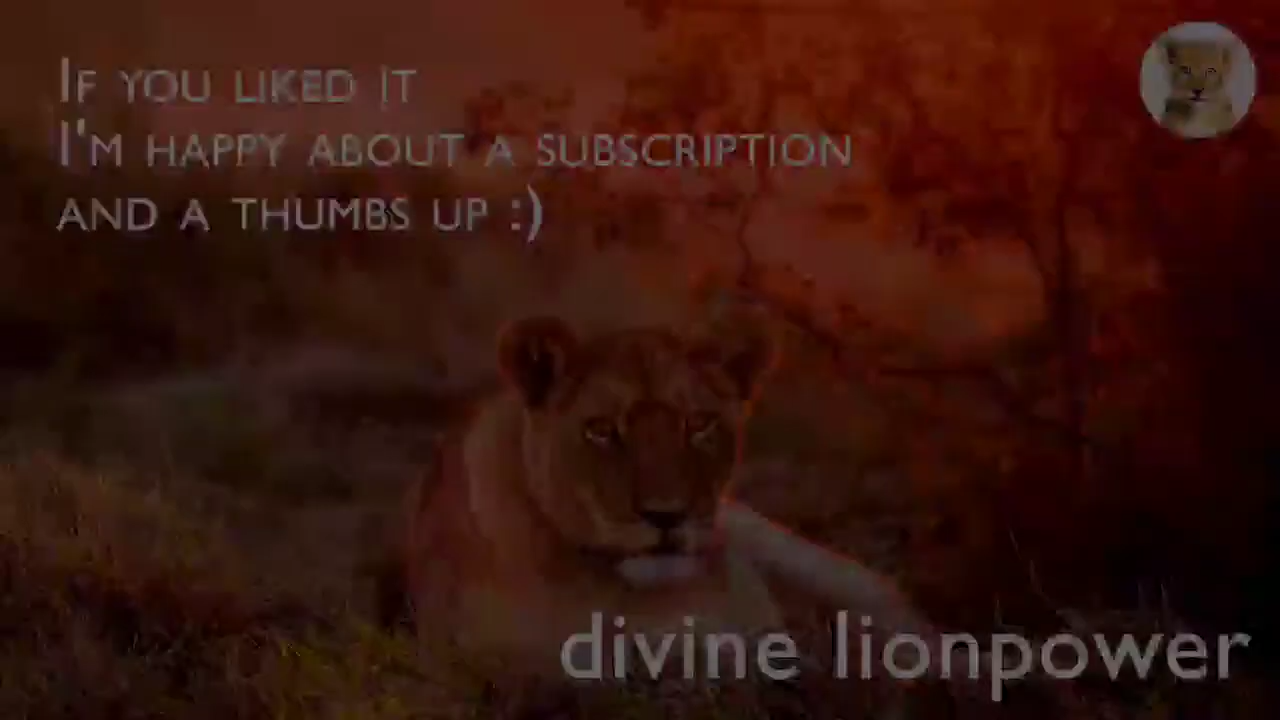 If you liked it
I'm happy about a subscription
and a thumbs up :)
divine lionpower